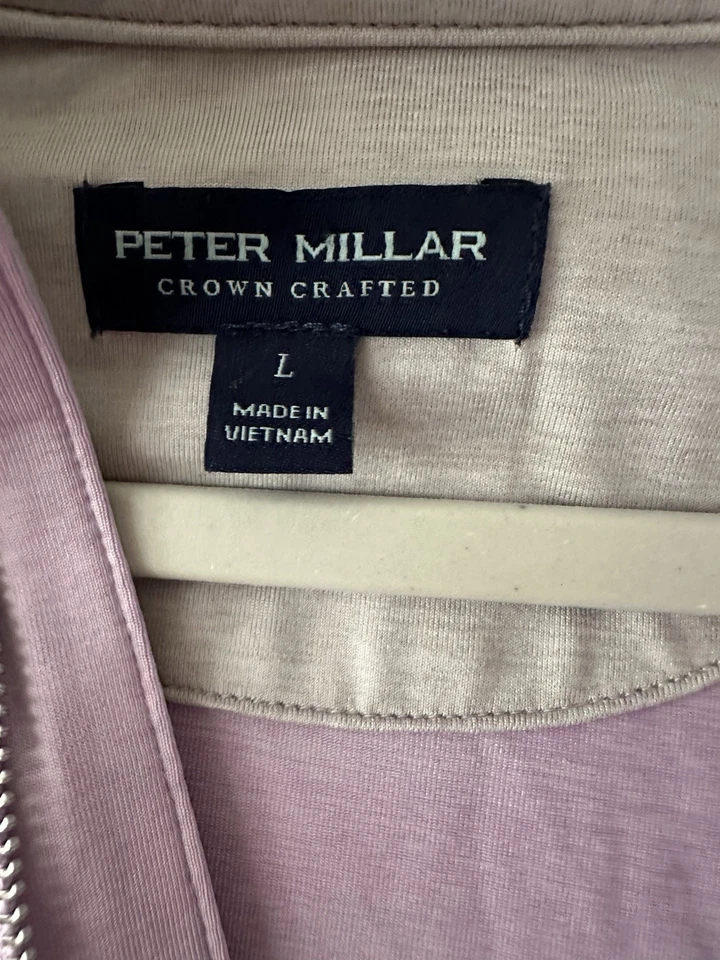 PETER MILLAR
CROWN CRAFTED
L
MADE IN
VIETNAM